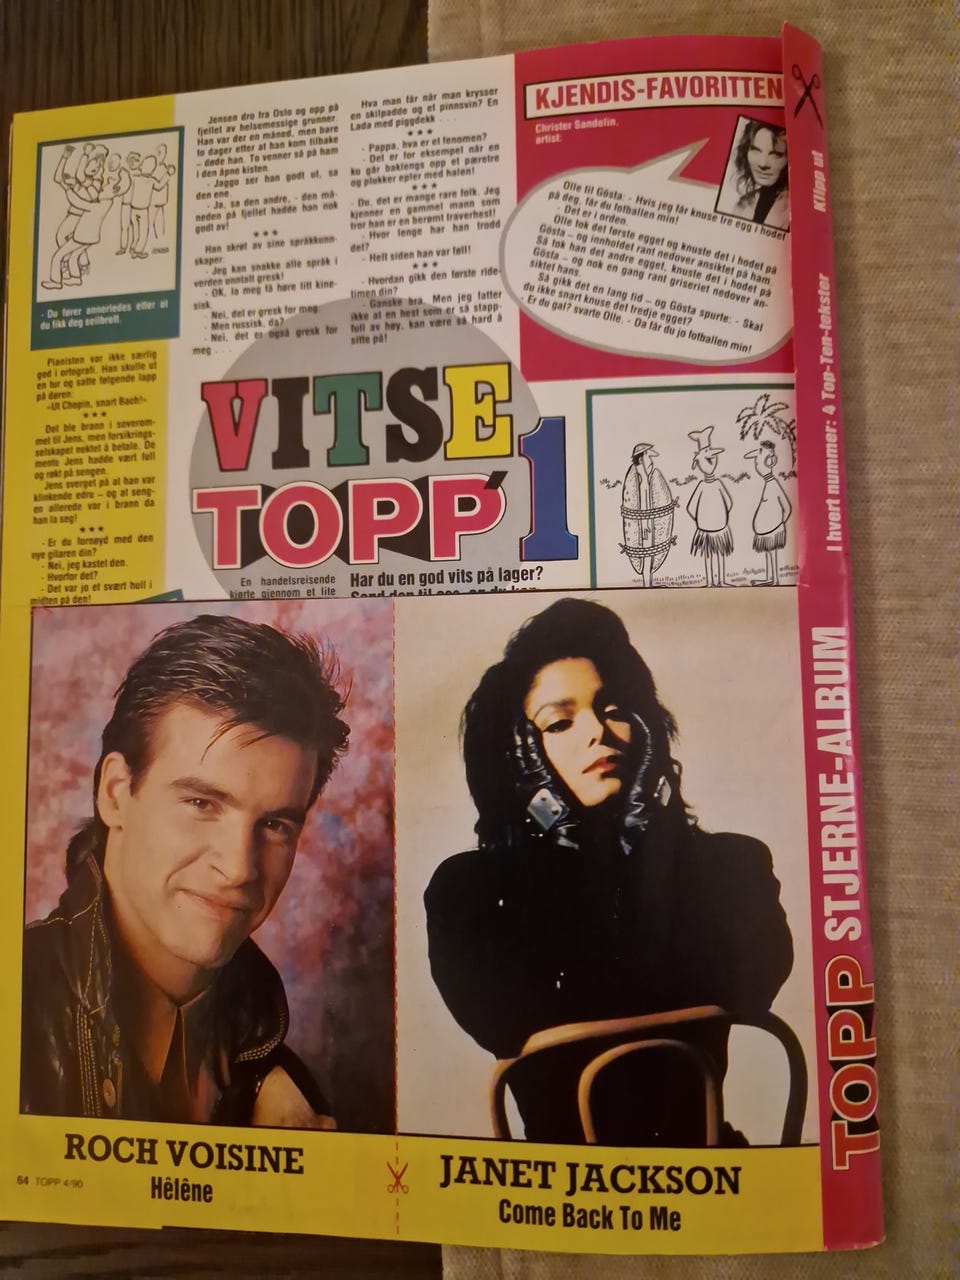 - Du føver annerledes etter at
du fikk deg seilbrett.
Pianisten var ikke særlig
god i ortografi. Han skulle ut
en tur og satte følgende lapp
på døren:
«Ut Chopin, snart Bach!»
★★★
Det ble brann i soverom-
met til Jens, men forsikrings-
selskapet nektet å betale. De
mente Jens hadde vært full
og røkt på sengen.
Jens sverget på at han var
klinkende edru – og at seng-
en allerede var i brann da
han la seg!
★★★
- Er du fornøyd med den
nye gitaren din?
- Nei, jeg kastet den.
- Hvorfor det?
- Det var jo et svært hull i
midten på den!
Jensen dro fra Oslo og opp på
fjellet av helsemessige grunner.
Han var der en måned, men bare
to dager etter at han kom tilbake
- døde han. To venner så på ham
i den åpne kisten.
- Jaggu ser han godt ut, sa
den ene.
- Ja, sa den andre, - den må-
neden på fjellet hadde han nok
godt av!
★★★
Han skrøt av sine språkkunn-
skaper:
- Jeg kan snakke alle språk i
verden unntatt gresk!
- OK, la meg få høre litt kine-
sisk.
- Nei, det er gresk for meg.
- Men russisk, da?
- Nei, det er også gresk for
meg . . .
Hva man får når man krysser
en skilpadde og et pinnsvin? En
Lada med piggdekk . . .
★★★
- Pappa, hva er et fenomen?
- Det er for eksempel når en
ku går baklengs opp et pæretre
og plukker epler med halen!
★★★
- Du, det er mange rare folk. Jeg
kjenner en gammel mann som
tror han er en berømt traverhest!
- Hvor lenge har han trodd
det?
- Helt siden han var føll!
★★★
- Hvordan gikk den første ride-
timen din?
- Ganske bra. Men jeg fatter
ikke at en hest som er så stapp-
full av høy, kan være så hard å
sitte på!
KJENDIS-FAVORITTEN
Christer Sandelin,
artist:
Olle til Gösta: - Hvis jeg får knuse tre egg i hodet
på deg, får du fotballen min!
- Det er i orden.
Olle tok det første egget og knuste det i hodet på
Gösta – og innholdet rant nedover ansiktet på ham.
Så tok han det andre egget, knuste det i hodet på
Gösta – og nok en gang rant griseriet nedover an-
siktet hans.
Så gikk det en lang tid – og Gösta spurte: - Skal
du ikke snart knuse det tredje egget?
- Er du gal? svarte Olle. - Da får du jo fotballen min!
VITSE
TOPP'1
En handelsreisende
kjørte gjennom et lite
Har du en god vits på lager?
ROCH VOISINE
Hêlêne
JANET JACKSON
Come Back To Me
64 TOPP 4/90
TOPP STJERNE-ALBUM
I hvert nummer: 4 Top-Ten-tekster
Klipp ut